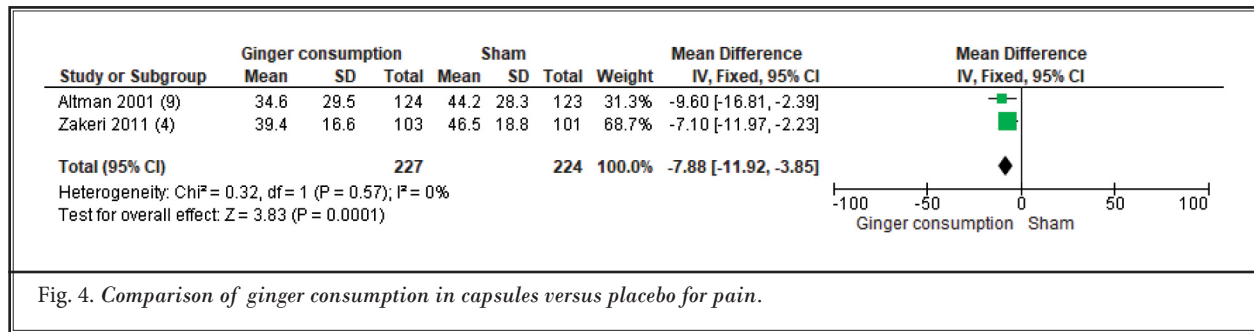 Ginger consumption Sham Mean Difference Mean Difference
Study or Subgroup Mean SD Total Mean SD Total Weight IV, Fixed, 95% CI IV, Fixed, 95% CI
Altman 2001 (9) 34.6 29.5 124 44.2 28.3 123 31.3% -9.60 [-16.81, -2.39]
Zakeri 2011 (4) 39.4 16.6 103 46.5 18.8 101 68.7% -7.10 [-11.97, -2.23]
Total (95% CI) 227 224 100.0% -7.88 [-11.92, -3.85]
Heterogeneity: Chi² = 0.32, df = 1 (P = 0.57); I² = 0%
Test for overall effect: Z = 3.83 (P = 0.0001)
-100 -50 0 50 100
Ginger consumption Sham
Fig. 4. Comparison of ginger consumption in capsules versus placebo for pain.